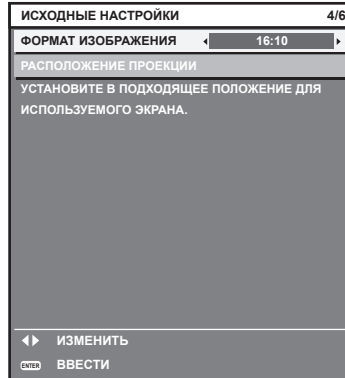 ИСХОДНЫЕ НАСТРОЙКИ 4/6
ФОРМАТ ИЗОБРАЖЕНИЯ 16:10
РАСПОЛОЖЕНИЕ ПРОЕКЦИИ
УСТАНОВИТЕ В ПОДХОДЯЩЕЕ ПОЛОЖЕНИЕ ДЛЯ
ИСПОЛЬЗУЕМОГО ЭКРАНА.
ИЗМЕНИТЬ
ENTER ВВЕСТИ